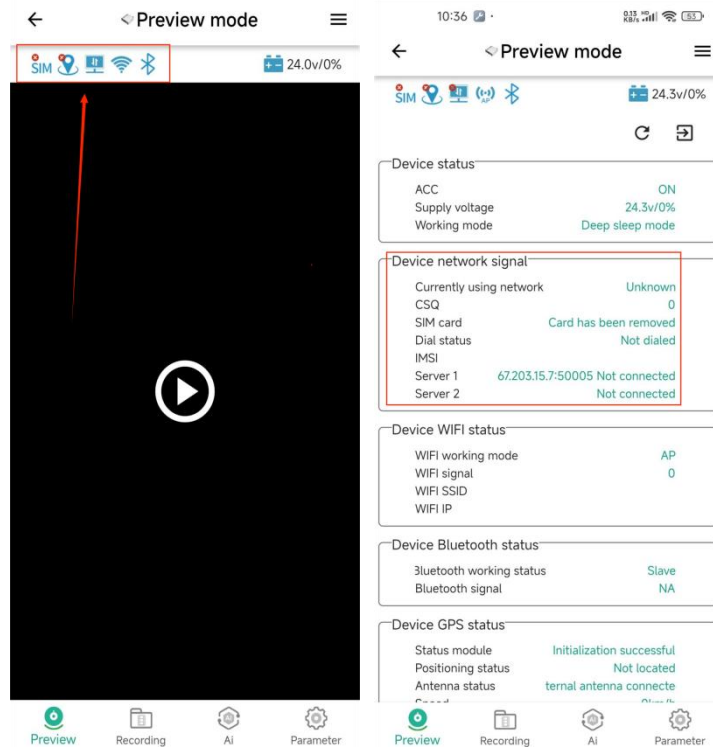 Preview mode
SIM
24.0v/0%
Preview
Recording
Ai
Parameter
10:36
0.13 KB/s HD 53
Preview mode
SIM
AP
24.3v/0%
Device status
ACC ON
Supply voltage 24.3v/0%
Working mode Deep sleep mode
Device network signal
Currently using network Unknown
CSQ 0
SIM card Card has been removed
Dial status Not dialed
IMSI
Server 1 67.203.15.7:50005 Not connected
Server 2 Not connected
Device WIFI status
WIFI working mode AP
WIFI signal 0
WIFI SSID
WIFI IP
Device Bluetooth status
Bluetooth working status Slave
Bluetooth signal NA
Device GPS status
Status module Initialization successful
Positioning status Not located
Antenna status ternal antenna connecte
Preview
Recording
Ai
Parameter